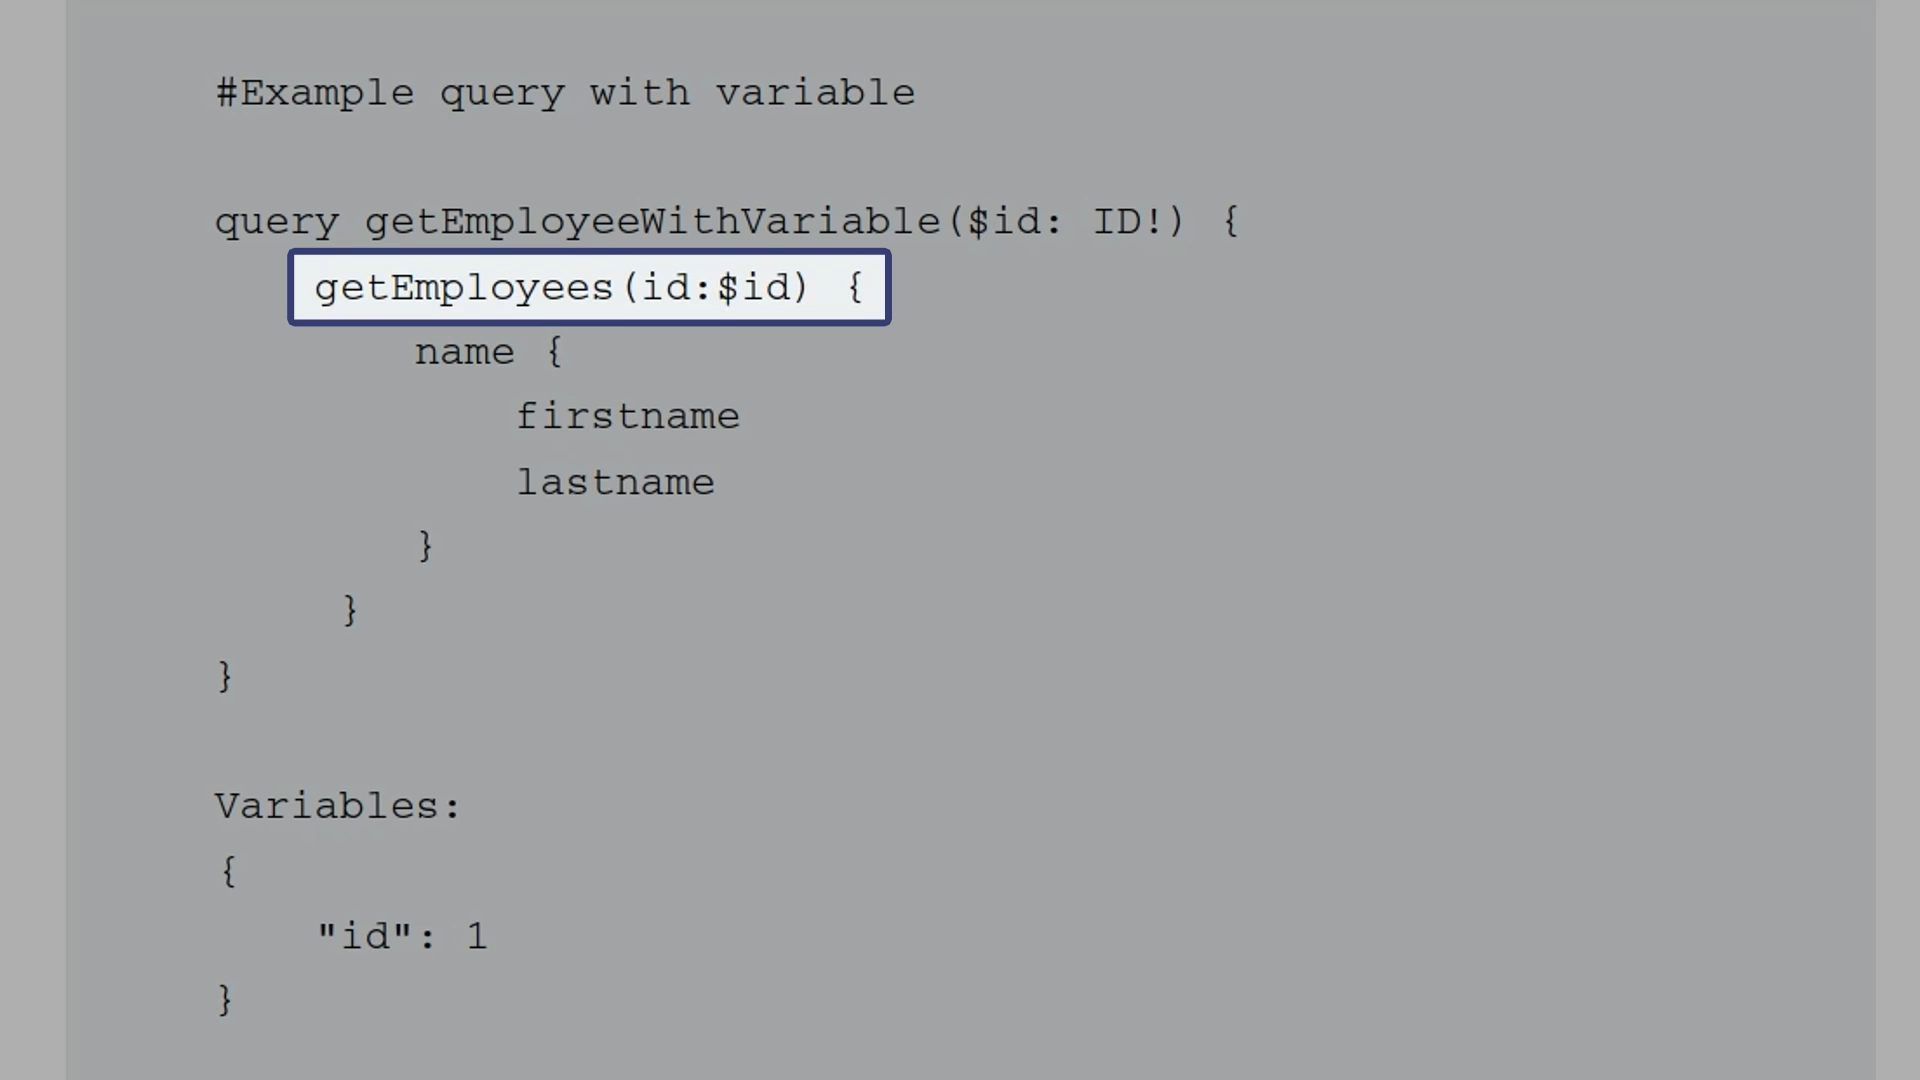 #Example query with variable
query getEmployeeWithVariable($id: ID!) {
getEmployees(id:$id) {
name {
firstname
lastname
}
}
}
Variables:
{
"id": 1
}